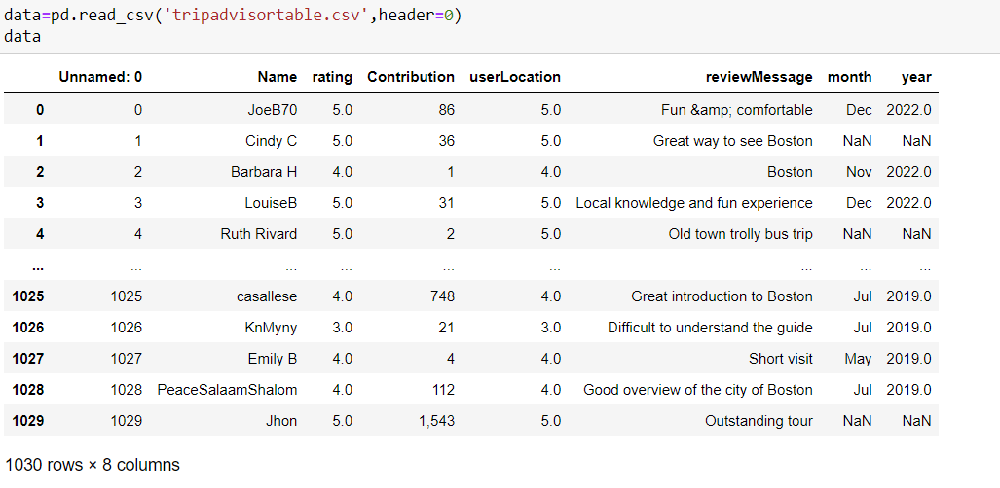 data=pd.read_csv('tripadvisortable.csv',header=0)
data
Unnamed: 0 Name rating Contribution userLocation reviewMessage month year
0 0 JoeB70 5.0 86 5.0 Fun &amp; comfortable Dec 2022.0
1 1 Cindy C 5.0 36 5.0 Great way to see Boston NaN NaN
2 2 Barbara H 4.0 1 4.0 Boston Nov 2022.0
3 3 LouiseB 5.0 31 5.0 Local knowledge and fun experience Dec 2022.0
4 4 Ruth Rivard 5.0 2 5.0 Old town trolly bus trip NaN NaN
... ... ... ... ... ... ... ... ...
1025 1025 casallese 4.0 748 4.0 Great introduction to Boston Jul 2019.0
1026 1026 KnMyny 3.0 21 3.0 Difficult to understand the guide Jul 2019.0
1027 1027 Emily B 4.0 4 4.0 Short visit May 2019.0
1028 1028 PeaceSalaamShalom 4.0 112 4.0 Good overview of the city of Boston Jul 2019.0
1029 1029 Jhon 5.0 1,543 5.0 Outstanding tour NaN NaN
1030 rows × 8 columns